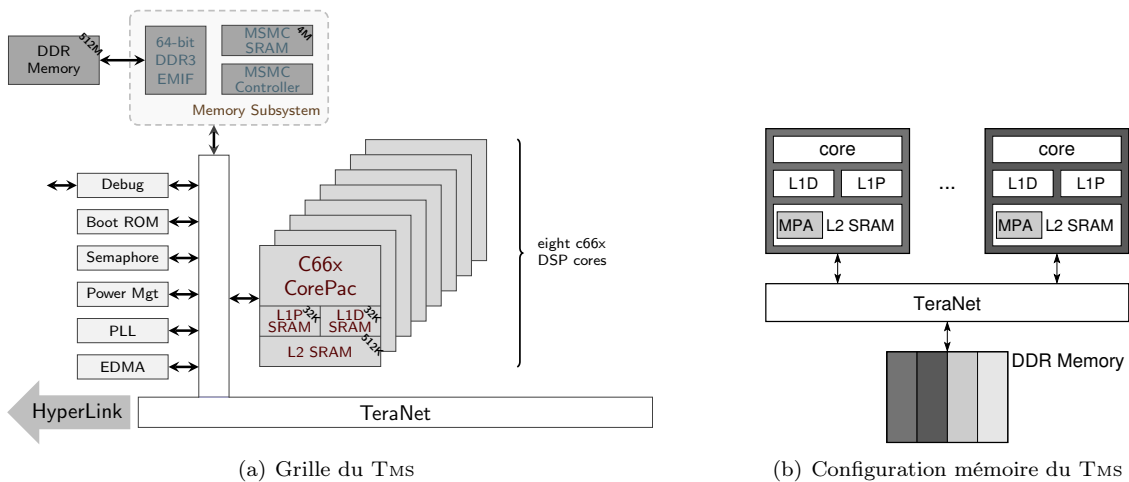 DDR
Memory
512M
64-bit
DDR3
EMIF
MSMC
SRAM
4M
MSMC
Controller
Memory Subsystem
Debug
Boot ROM
Semaphore
Power Mgt
PLL
EDMA
C66x
CorePac
L1P
SRAM
32K
L1D
SRAM
32K
L2 SRAM
512K
eight c66x
DSP cores
HyperLink
TeraNet
(a) Grille du TMS
core
L1D
L1P
MPA
L2 SRAM
...
core
L1D
L1P
MPA
L2 SRAM
TeraNet
DDR Memory
(b) Configuration mémoire du TMS